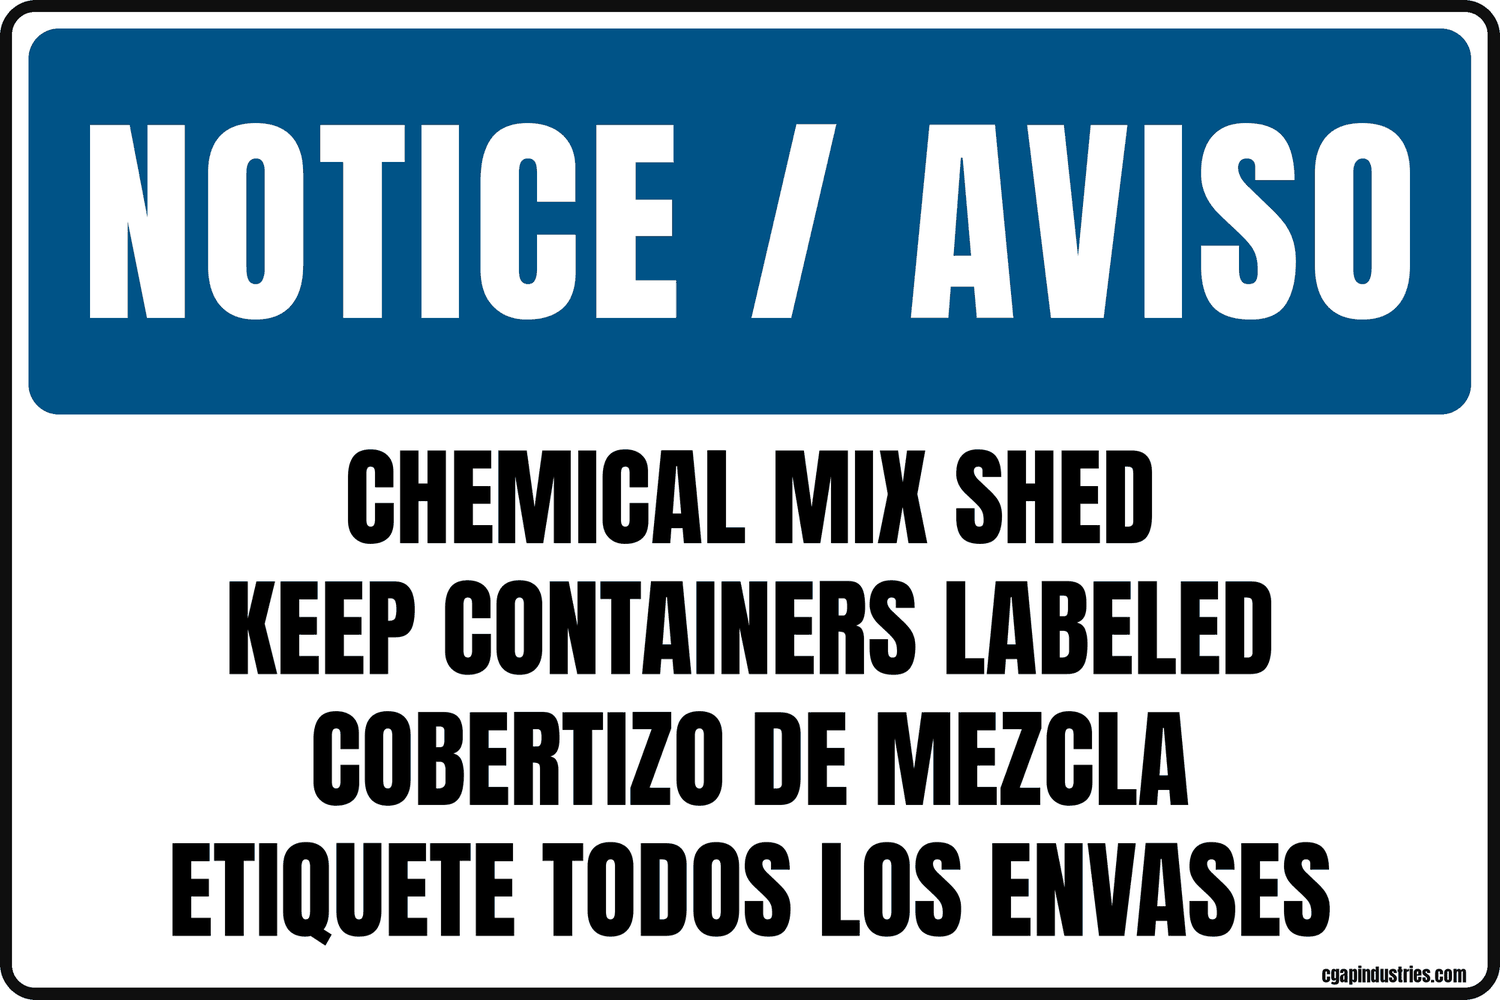 NOTICE / AVISO
CHEMICAL MIX SHED
KEEP CONTAINERS LABELED
COBERTIZO DE MEZCLA
ETIQUETE TODOS LOS ENVASES
cgapindustries.com